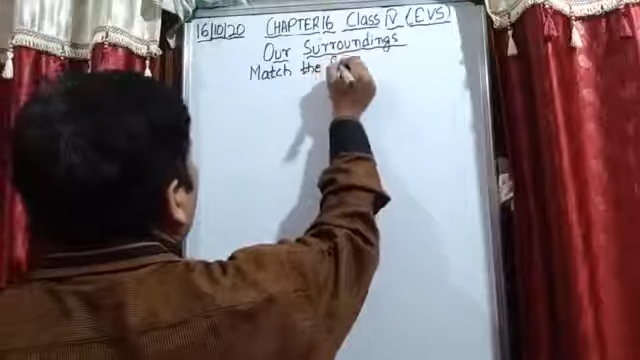 16/10/20 CHAPTER 16 Class IV (EVS)
Our Surroundings
Match the